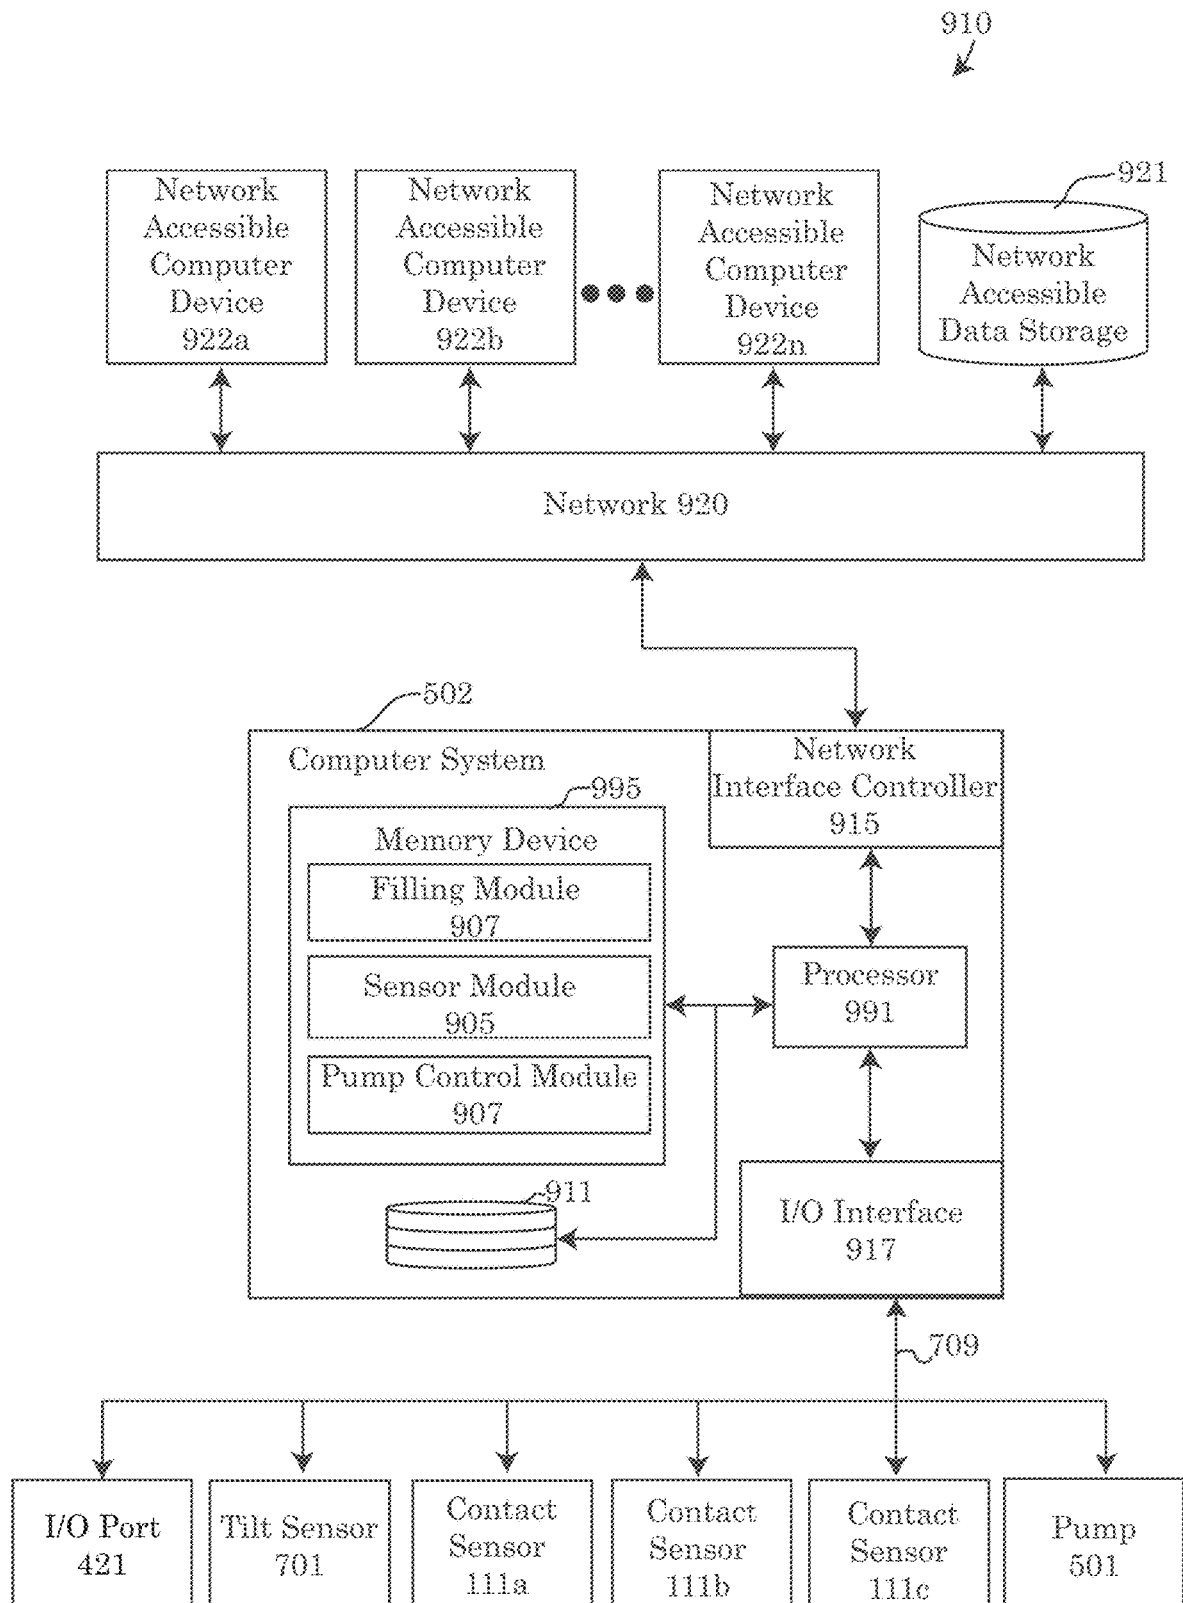 910
Network
Accessible
Computer
Device
922a
Network
Accessible
Computer
Device
922b
Network
Accessible
Computer
Device
922n
921
Network
Accessible
Data Storage
Network 920
502
Computer System
Network
Interface Controller
915
995
Memory Device
Filling Module
907
Sensor Module
905
Pump Control Module
907
Processor
991
911
I/O Interface
917
709
I/O Port
421
Tilt Sensor
701
Contact
Sensor
111a
Contact
Sensor
111b
Contact
Sensor
111c
Pump
501